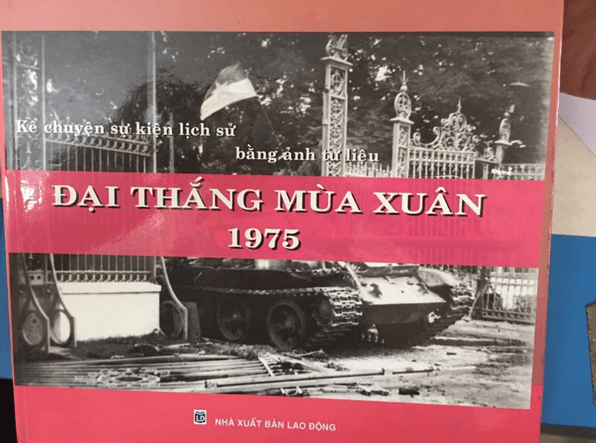 Kể chuyện sự kiện lịch sử
bằng ảnh tư liệu
ĐẠI THẮNG MÙA XUÂN
1975
NHÀ XUẤT BẢN LAO ĐỘNG